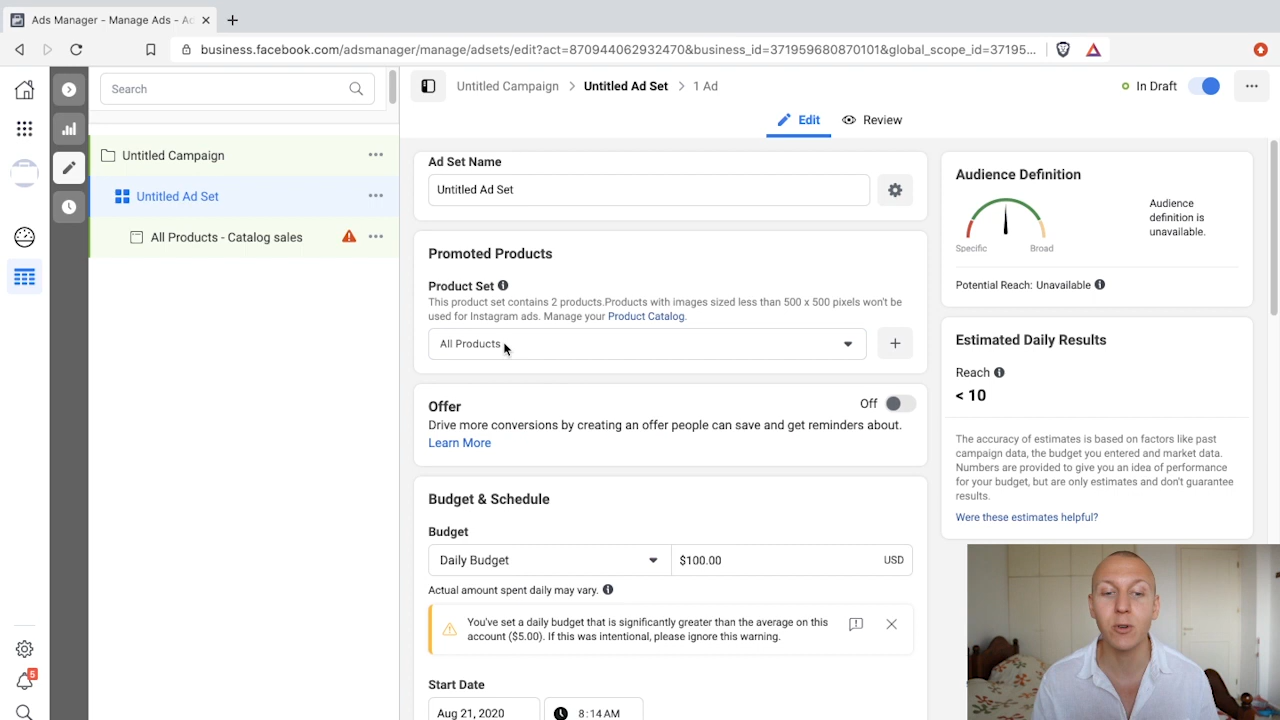 Ads Manager - Manage Ads - Ac
business.facebook.com/adsmanager/manage/adsets/edit?act=870944062932470&business_id=371959680870101&global_scope_id=37195...
Search
Untitled Campaign
Untitled Ad Set
All Products - Catalog sales
5
Untitled Campaign > Untitled Ad Set > 1 Ad
In Draft
Edit
Review
Ad Set Name
Untitled Ad Set
Promoted Products
Product Set
This product set contains 2 products.Products with images sized less than 500 x 500 pixels won't be
used for Instagram ads. Manage your Product Catalog.
All Products
Offer
Off
Drive more conversions by creating an offer people can save and get reminders about.
Learn More
Budget & Schedule
Budget
Daily Budget
$100.00
USD
Actual amount spent daily may vary.
You've set a daily budget that is significantly greater than the average on this
account ($5.00). If this was intentional, please ignore this warning.
Start Date
Aug 21, 2020
8:14 AM
Audience Definition
Specific
Broad
Audience
definition is
unavailable.
Potential Reach: Unavailable
Estimated Daily Results
Reach
< 10
The accuracy of estimates is based on factors like past
campaign data, the budget you entered and market data.
Numbers are provided to give you an idea of performance
for your budget, but are only estimates and don't guarantee
results.
Were these estimates helpful?